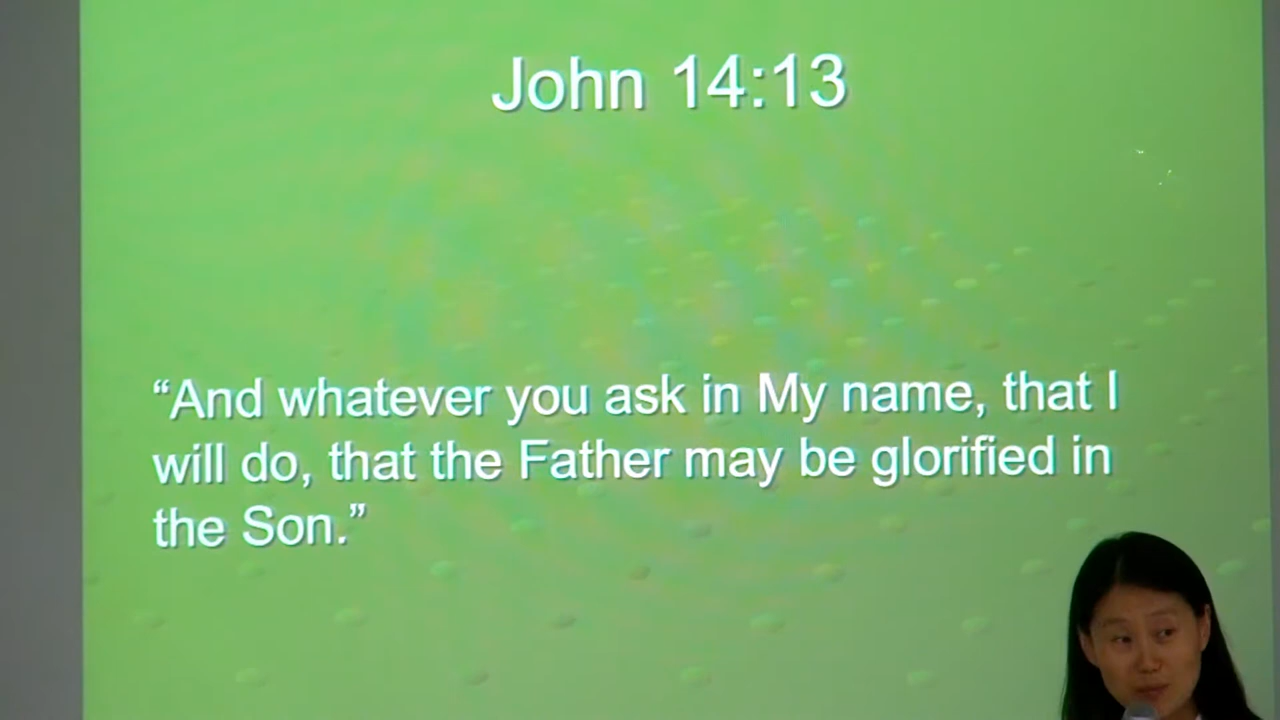 John 14:13
“And whatever you ask in My name, that I
will do, that the Father may be glorified in
the Son.”